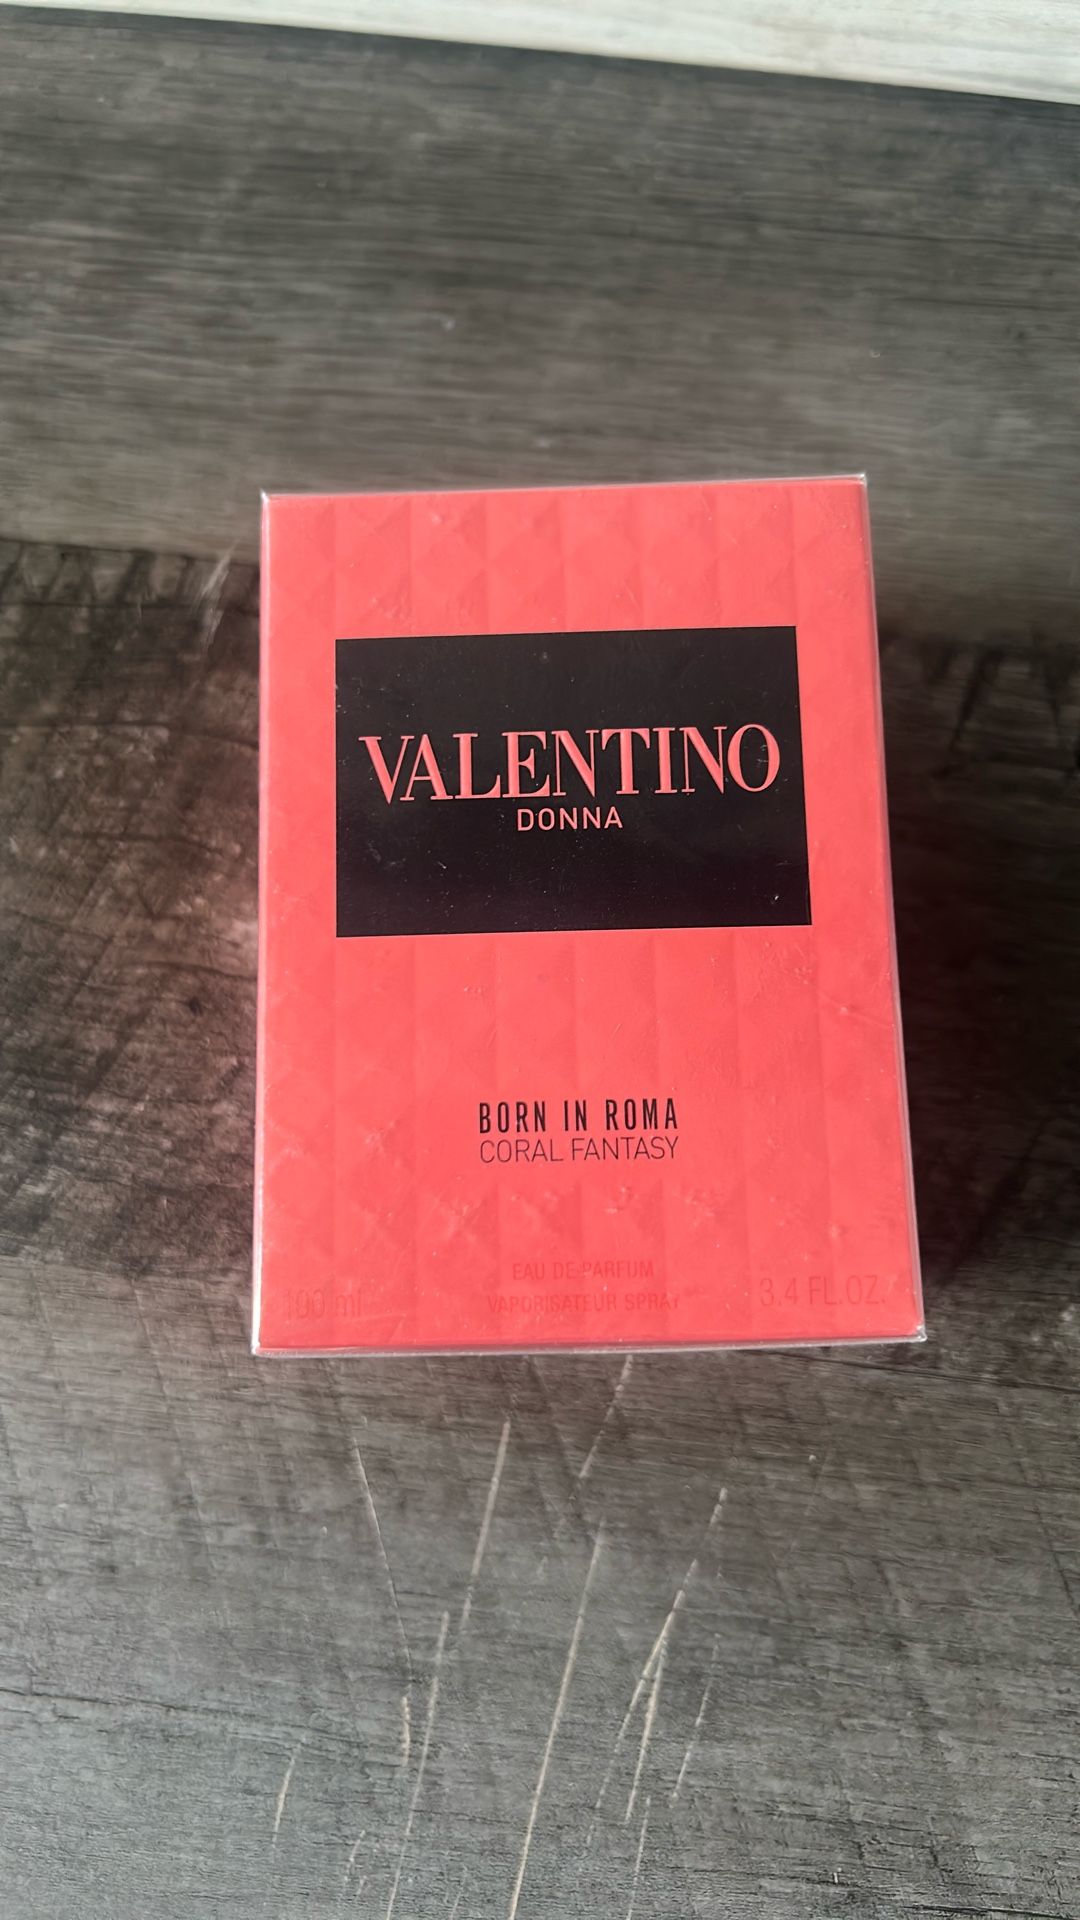 VALENTINO
DONNA
BORN IN ROMA
CORAL FANTASY
EAU DE PARFUM
100 ml VAPORISATEUR SPRAY 3.4 FL.OZ.